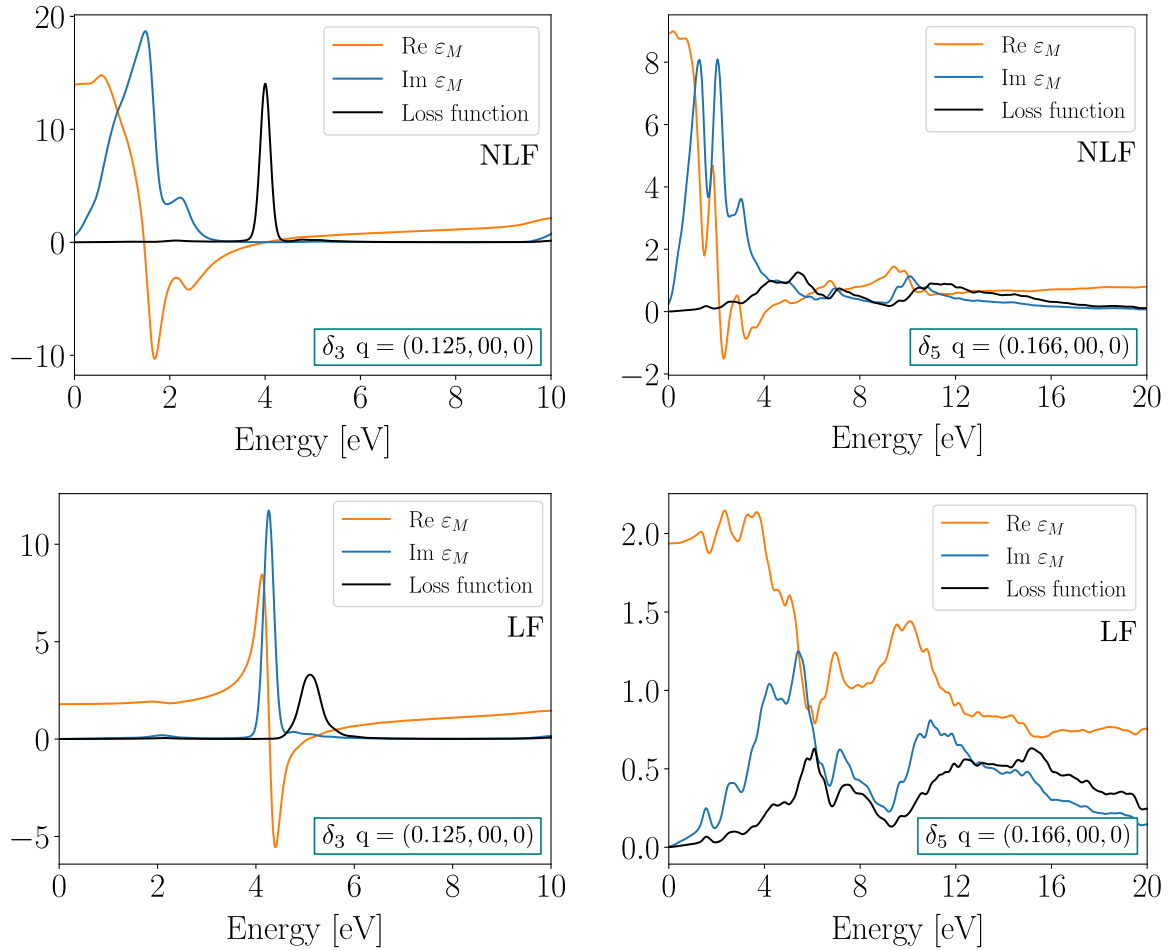 20
10
0
−10
Re ε_M
Im ε_M
Loss function
NLF
δ_3 q = (0.125, 00, 0)
0 2 4 6 8 10
Energy [eV]
8
6
4
2
0
−2
Re ε_M
Im ε_M
Loss function
NLF
δ_5 q = (0.166, 00, 0)
0 4 8 12 16 20
Energy [eV]
10
5
0
−5
Re ε_M
Im ε_M
Loss function
LF
δ_3 q = (0.125, 00, 0)
0 2 4 6 8 10
Energy [eV]
2.0
1.5
1.0
0.5
0.0
Re ε_M
Im ε_M
Loss function
LF
δ_5 q = (0.166, 00, 0)
0 4 8 12 16 20
Energy [eV]